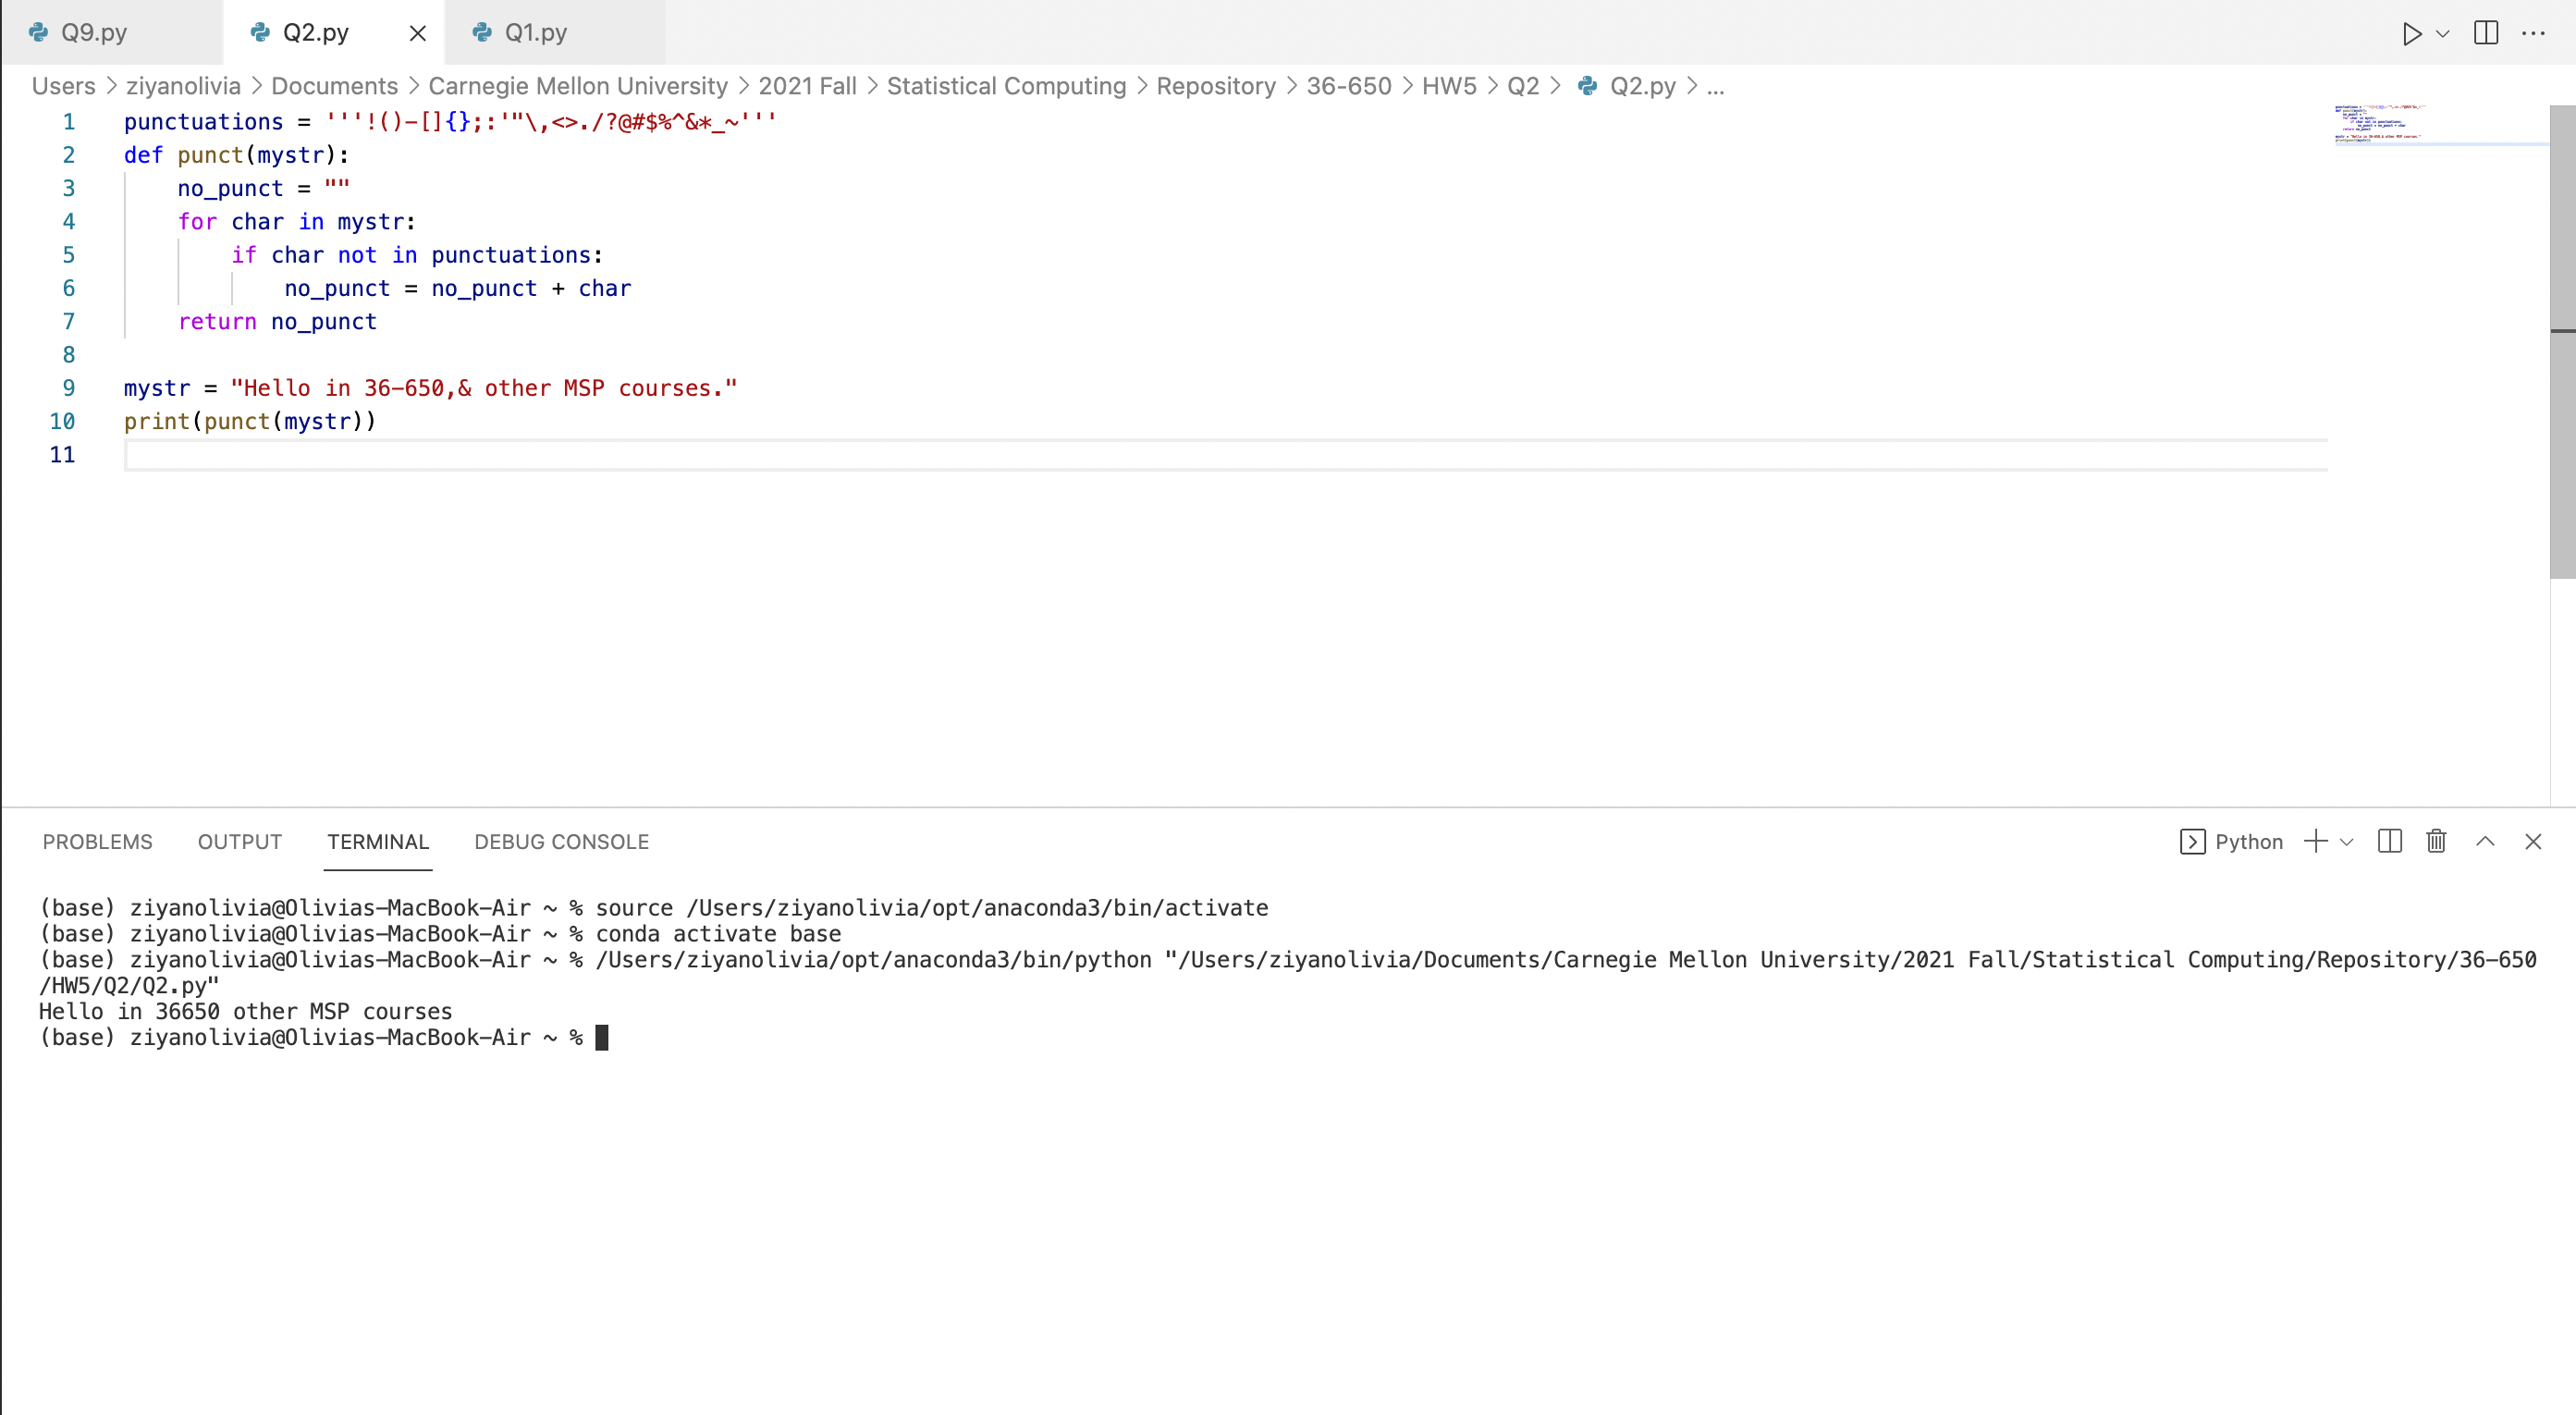 Q9.py Q2.py Q1.py
Users > ziyanolivia > Documents > Carnegie Mellon University > 2021 Fall > Statistical Computing > Repository > 36-650 > HW5 > Q2 > Q2.py > ...
1 punctuations = '''!()-[]{};:'"\,<>./?@#$%^&*_~'''
2 def punct(mystr):
3     no_punct = ""
4     for char in mystr:
5         if char not in punctuations:
6             no_punct = no_punct + char
7     return no_punct
8
9 mystr = "Hello in 36-650,& other MSP courses."
10 print(punct(mystr))
11
PROBLEMS OUTPUT TERMINAL DEBUG CONSOLE Python
(base) ziyanolivia@Olivias-MacBook-Air ~ % source /Users/ziyanolivia/opt/anaconda3/bin/activate
(base) ziyanolivia@Olivias-MacBook-Air ~ % conda activate base
(base) ziyanolivia@Olivias-MacBook-Air ~ % /Users/ziyanolivia/opt/anaconda3/bin/python "/Users/ziyanolivia/Documents/Carnegie Mellon University/2021 Fall/Statistical Computing/Repository/36-650
/HW5/Q2/Q2.py"
Hello in 36650 other MSP courses
(base) ziyanolivia@Olivias-MacBook-Air ~ %